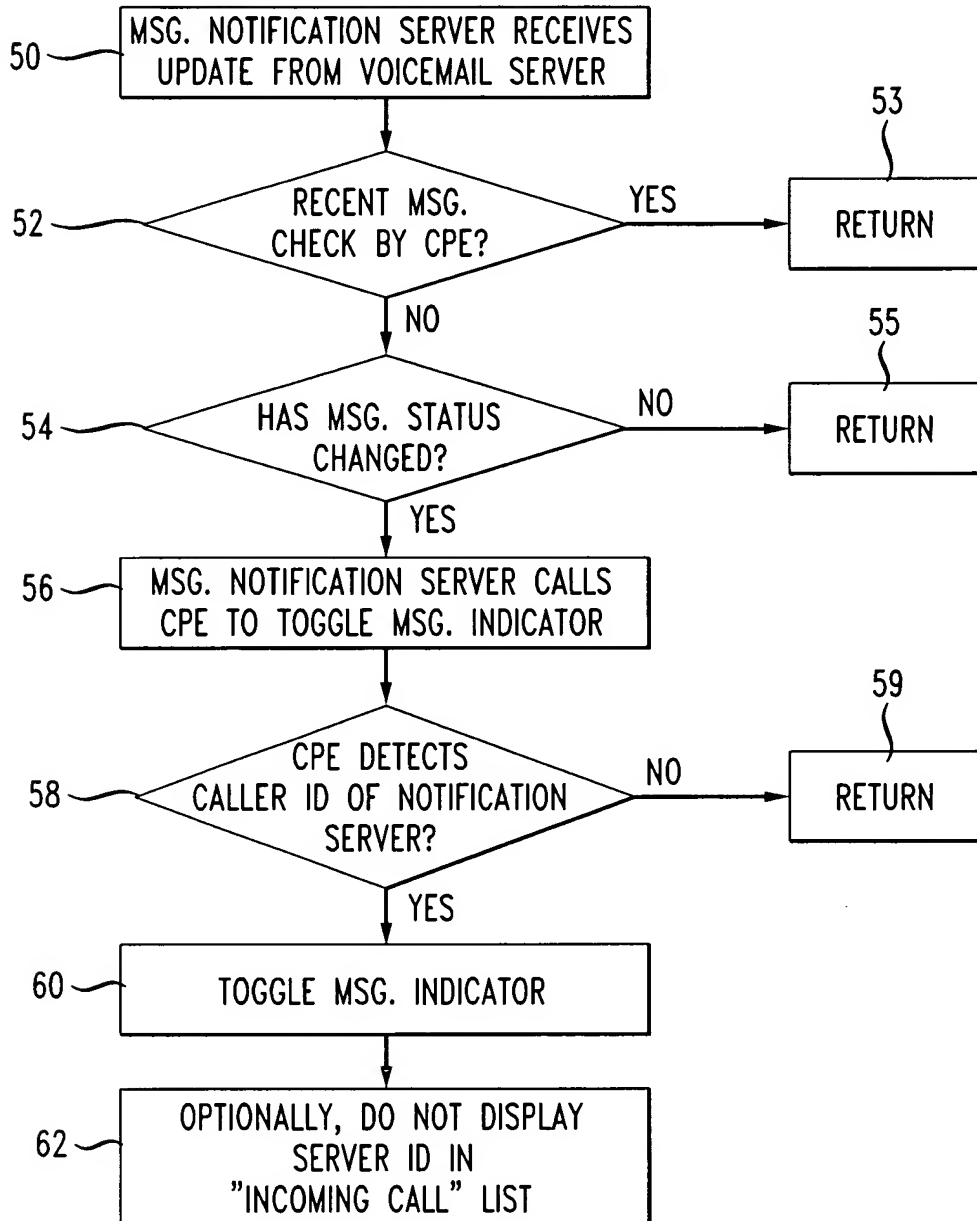 50
MSG. NOTIFICATION SERVER RECEIVES
UPDATE FROM VOICEMAIL SERVER
53
52
RECENT MSG.
CHECK BY CPE?
YES
RETURN
NO
55
54
HAS MSG. STATUS
CHANGED?
NO
RETURN
YES
56
MSG. NOTIFICATION SERVER CALLS
CPE TO TOGGLE MSG. INDICATOR
59
58
CPE DETECTS
CALLER ID OF NOTIFICATION
SERVER?
NO
RETURN
YES
60
TOGGLE MSG. INDICATOR
62
OPTIONALLY, DO NOT DISPLAY
SERVER ID IN
"INCOMING CALL" LIST